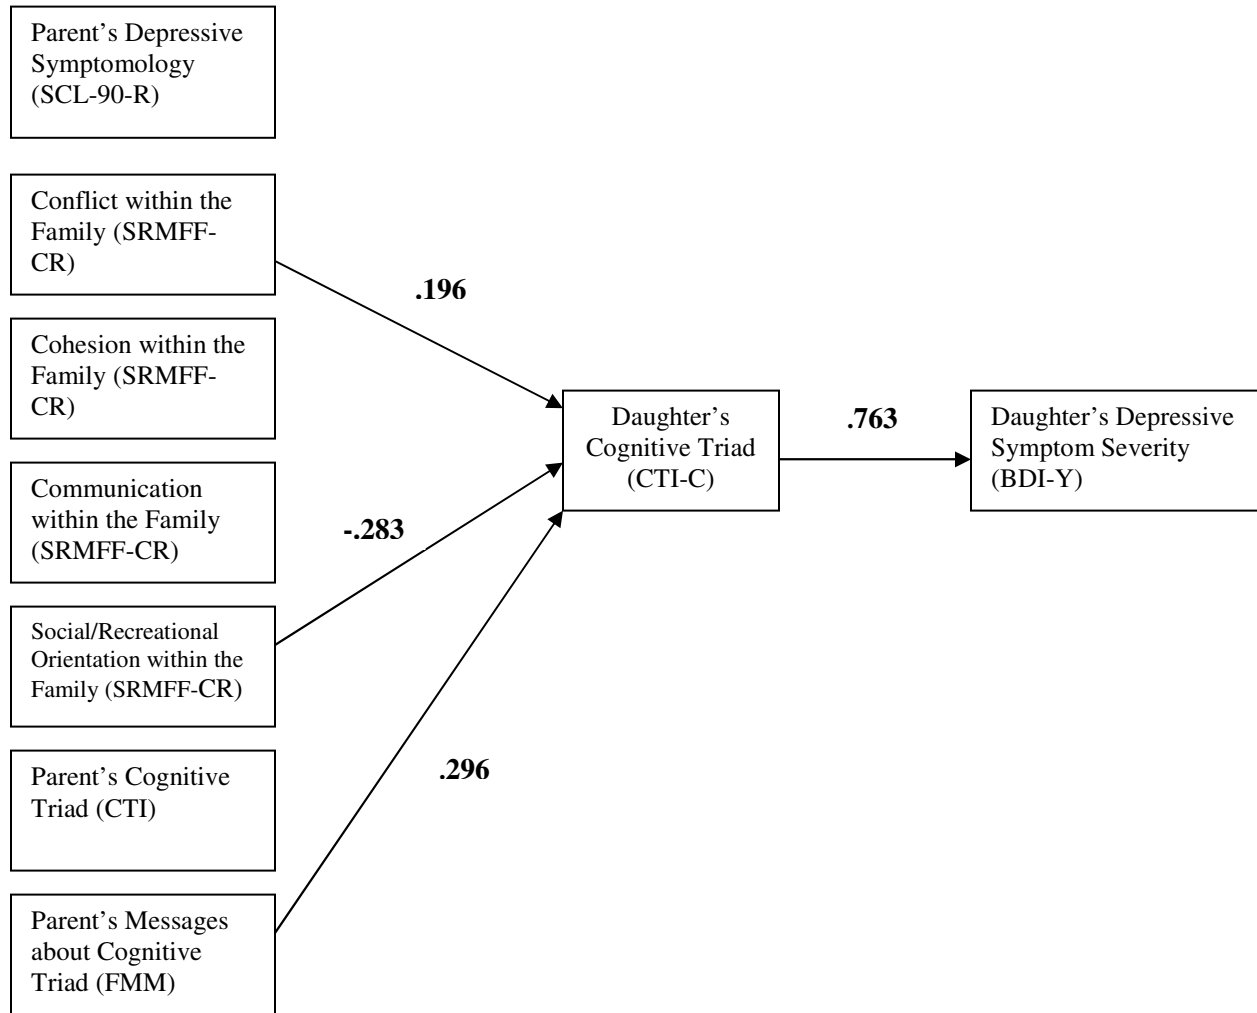 Parent’s Depressive
Symptomology
(SCL-90-R)
Conflict within the
Family (SRMFF-
CR)
.196
Cohesion within the
Family (SRMFF-
CR)
Daughter’s
Cognitive Triad
(CTI-C)
.763
Daughter’s Depressive
Symptom Severity
(BDI-Y)
Communication
within the Family
(SRMFF-CR)
-.283
Social/Recreational
Orientation within the
Family (SRMFF-CR)
Parent’s Cognitive
Triad (CTI)
.296
Parent’s Messages
about Cognitive
Triad (FMM)